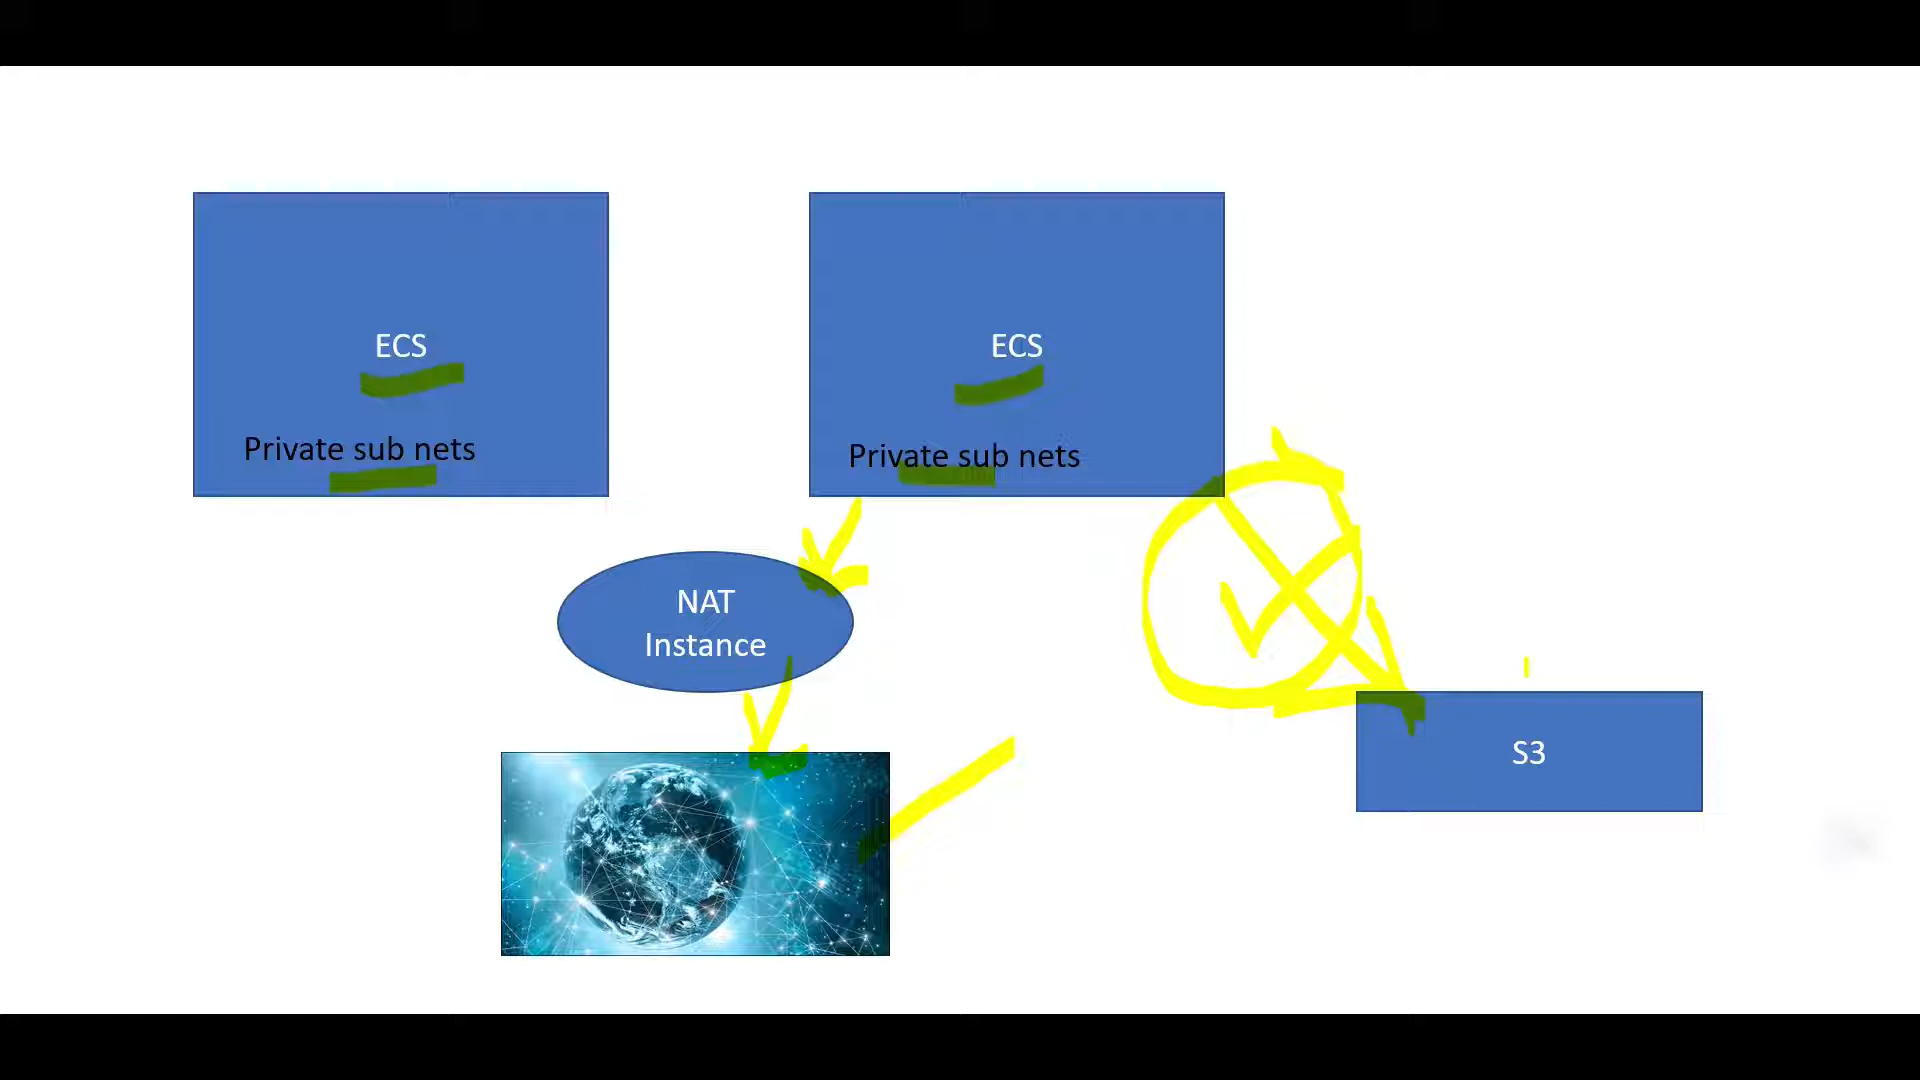 ECS
Private sub nets
ECS
Private sub nets
NAT
Instance
S3